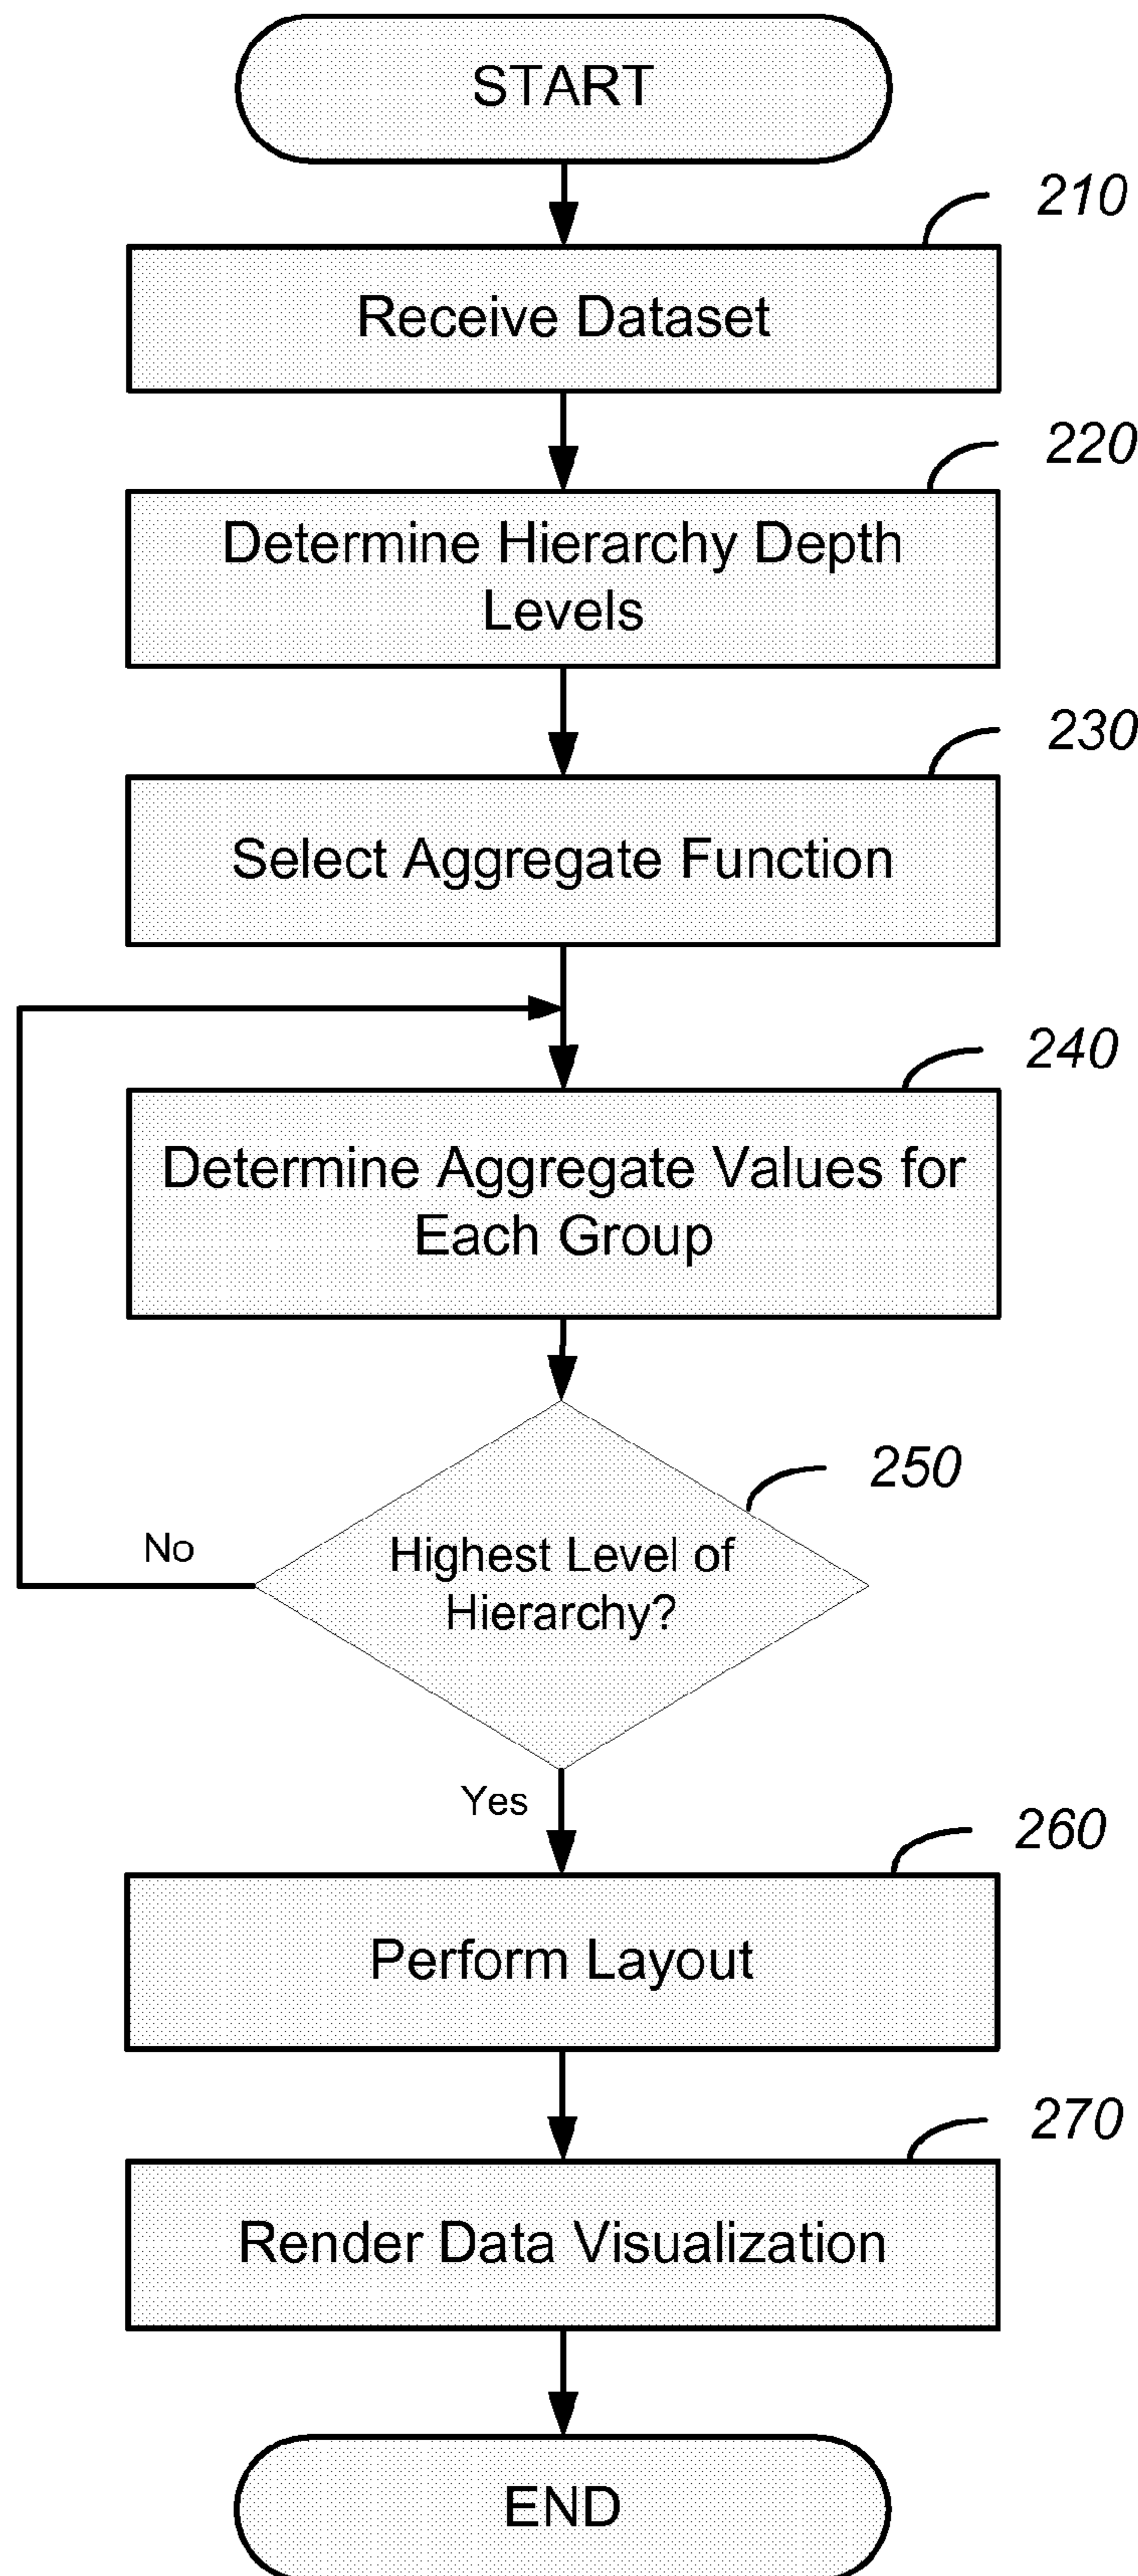 START
210
Receive Dataset
220
Determine Hierarchy Depth
Levels
230
Select Aggregate Function
240
Determine Aggregate Values for
Each Group
250
Highest Level of
Hierarchy?
No
Yes
260
Perform Layout
270
Render Data Visualization
END